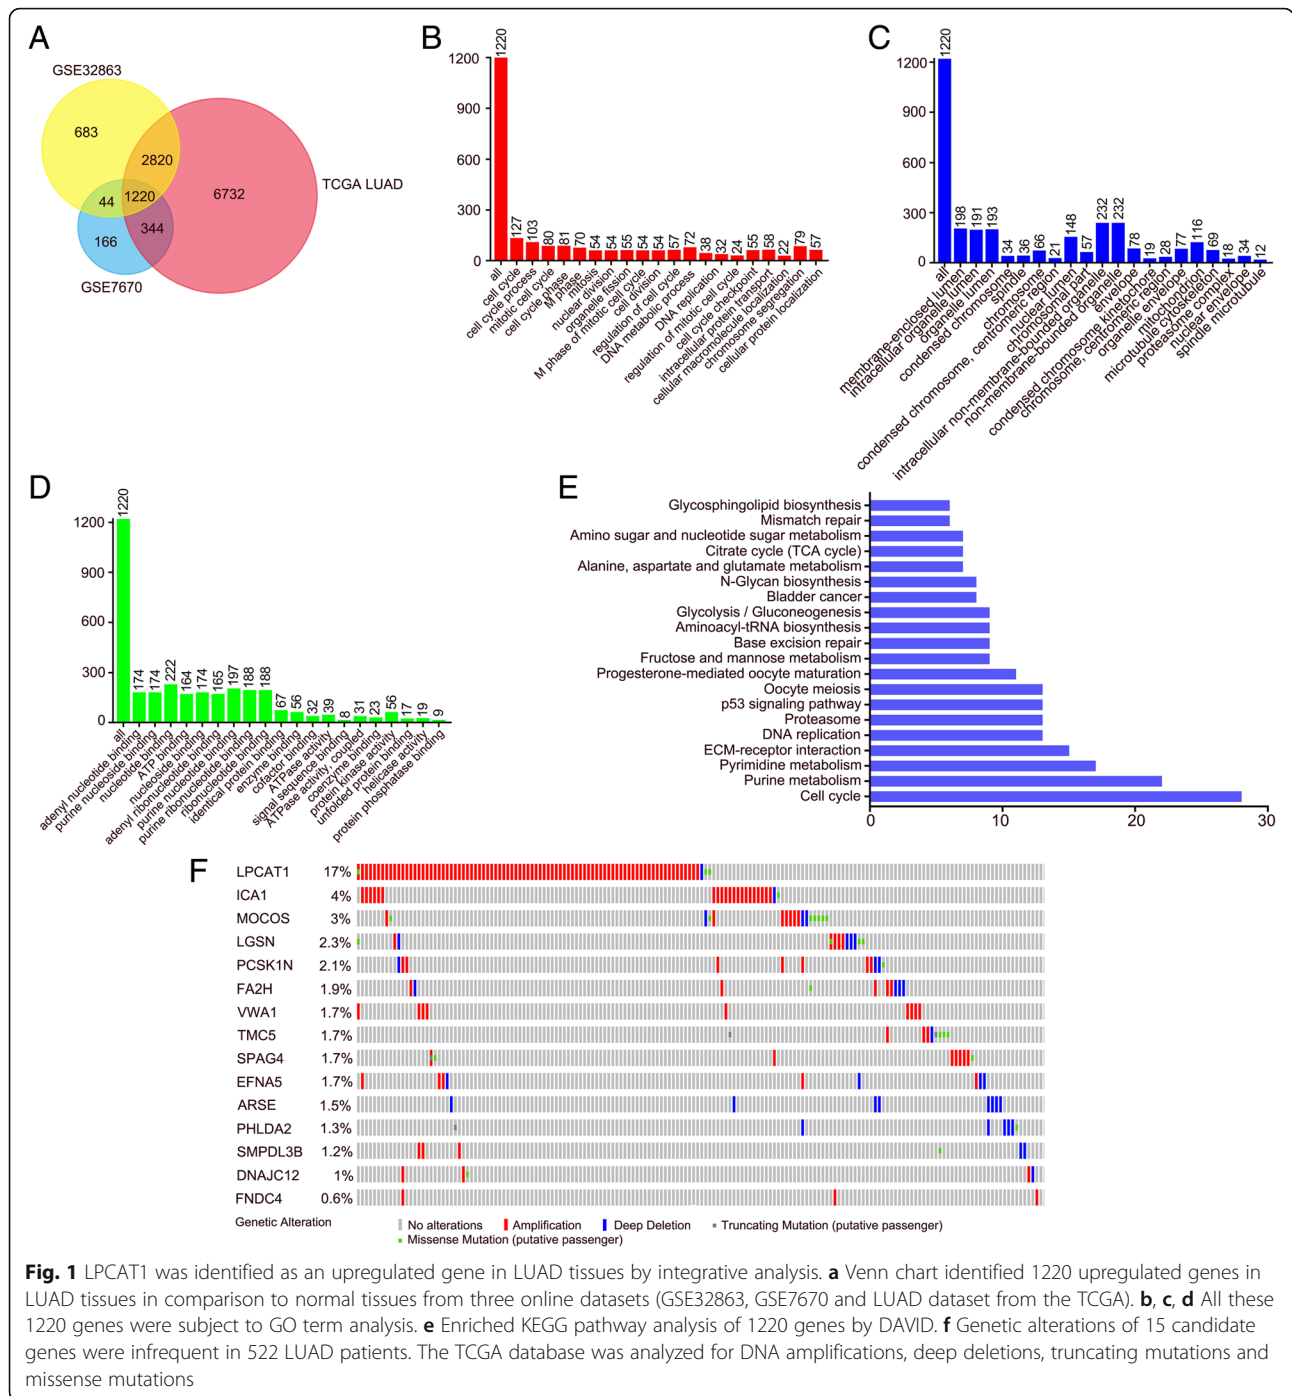 A
GSE32863
683
2820
44
1220
6732
TCGA LUAD
166
344
GSE7670
B
1200
900
600
300
0
1220
127
103
80
81
70
54
54
55
54
54
57
72
38
32
24
55
58
22
79
57
all
cell cycle
cell cycle process
mitotic cell cycle
cell cycle phase
M phase
mitosis
nuclear division
organelle fission
M phase of mitotic cell cycle
cell division
regulation of cell cycle
DNA metabolic process
DNA replication
regulation of mitotic cell cycle
cell cycle checkpoint
intracellular protein transport
cellular macromolecule localization
chromosome segregation
cellular protein localization
C
1200
900
600
300
0
1220
198
191
193
34
36
66
21
148
57
232
232
78
19
28
77
116
69
18
34
12
all
membrane-enclosed lumen
intracellular organelle lumen
organelle lumen
condensed chromosome
spindle
chromosome
condensed chromosome, centromeric region
nuclear lumen
chromosomal part
intracellular non-membrane-bounded organelle
non-membrane-bounded organelle
envelope
condensed chromosome kinetochore
chromosome, centromeric region
organelle envelope
mitochondrion
microtubule cytoskeleton
proteasome complex
nuclear envelope
spindle microtubule
D
1200
900
600
300
0
1220
174
174
222
164
174
165
197
188
188
67
56
32
39
8
31
23
56
17
19
9
all
adenyl nucleotide binding
purine nucleoside binding
nucleotide binding
ATP binding
nucleoside binding
adenyl ribonucleotide binding
purine nucleotide binding
purine ribonucleotide binding
ribonucleotide binding
identical protein binding
enzyme binding
cofactor binding
ATPase activity
signal sequence binding
ATPase activity, coupled
coenzyme binding
protein kinase activity
unfolded protein binding
helicase activity
protein phosphatase binding
E
Glycosphingolipid biosynthesis
Mismatch repair
Amino sugar and nucleotide sugar metabolism
Citrate cycle (TCA cycle)
Alanine, aspartate and glutamate metabolism
N-Glycan biosynthesis
Bladder cancer
Glycolysis / Gluconeogenesis
Aminoacyl-tRNA biosynthesis
Base excision repair
Fructose and mannose metabolism
Progesterone-mediated oocyte maturation
Oocyte meiosis
p53 signaling pathway
Proteasome
DNA replication
ECM-receptor interaction
Pyrimidine metabolism
Purine metabolism
Cell cycle
0 10 20 30
F
LPCAT1 17%
ICA1 4%
MOCOS 3%
LGSN 2.3%
PCSK1N 2.1%
FA2H 1.9%
VWA1 1.7%
TMC5 1.7%
SPAG4 1.7%
EFNA5 1.7%
ARSE 1.5%
PHLDA2 1.3%
SMPDL3B 1.2%
DNAJC12 1%
FNDC4 0.6%
Genetic Alteration No alterations Amplification Deep Deletion Truncating Mutation (putative passenger)
Missense Mutation (putative passenger)
Fig. 1 LPCAT1 was identified as an upregulated gene in LUAD tissues by integrative analysis. a Venn chart identified 1220 upregulated genes in
LUAD tissues in comparison to normal tissues from three online datasets (GSE32863, GSE7670 and LUAD dataset from the TCGA). b, c, d All these
1220 genes were subject to GO term analysis. e Enriched KEGG pathway analysis of 1220 genes by DAVID. f Genetic alterations of 15 candidate
genes were infrequent in 522 LUAD patients. The TCGA database was analyzed for DNA amplifications, deep deletions, truncating mutations and
missense mutations